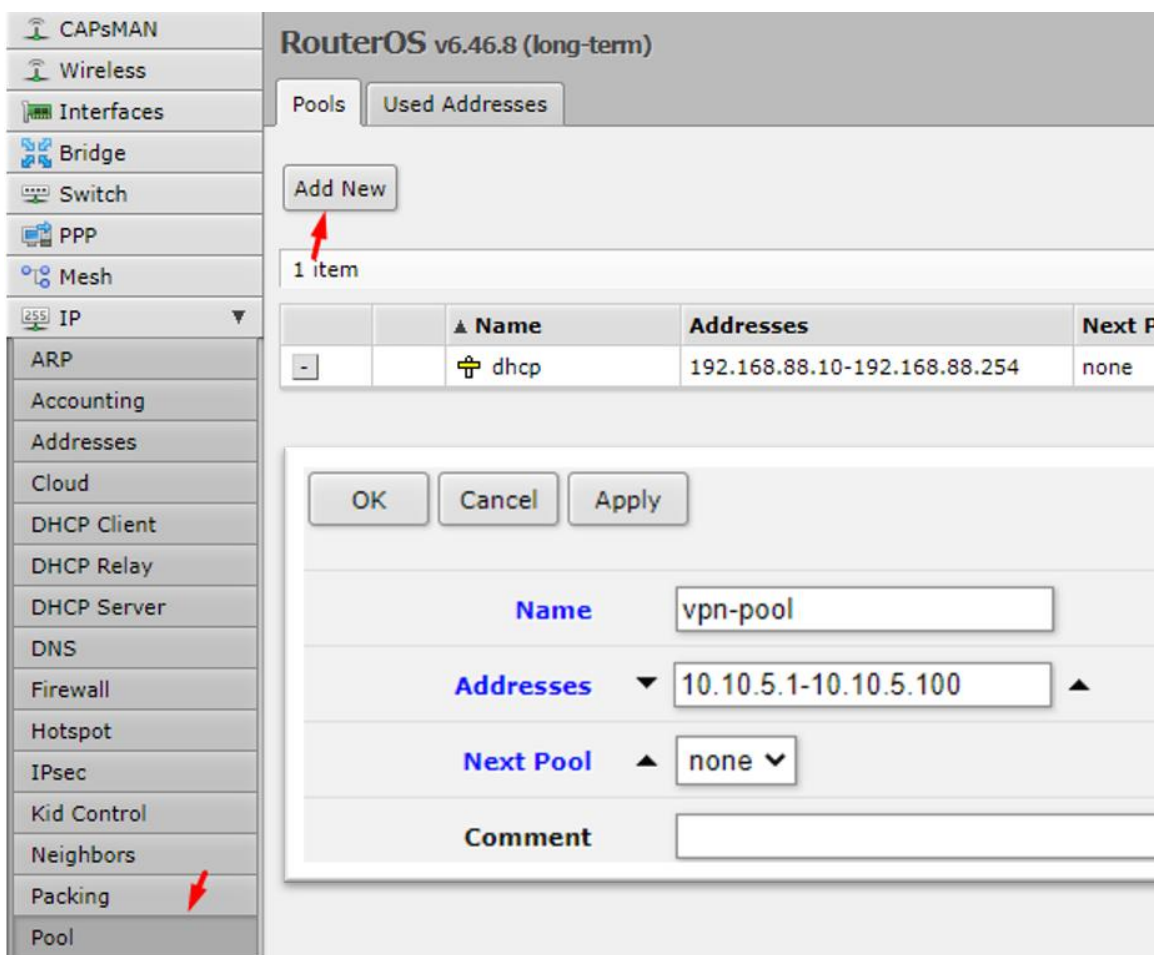 CAPsMAN
Wireless
Interfaces
Bridge
Switch
PPP
Mesh
255 IP
ARP
Accounting
Addresses
Cloud
DHCP Client
DHCP Relay
DHCP Server
DNS
Firewall
Hotspot
IPsec
Kid Control
Neighbors
Packing
Pool
RouterOS v6.46.8 (long-term)
Pools Used Addresses
Add New
1 item
▲ Name Addresses Next P
- dhcp 192.168.88.10-192.168.88.254 none
OK Cancel Apply
Name vpn-pool
Addresses 10.10.5.1-10.10.5.100
Next Pool none
Comment